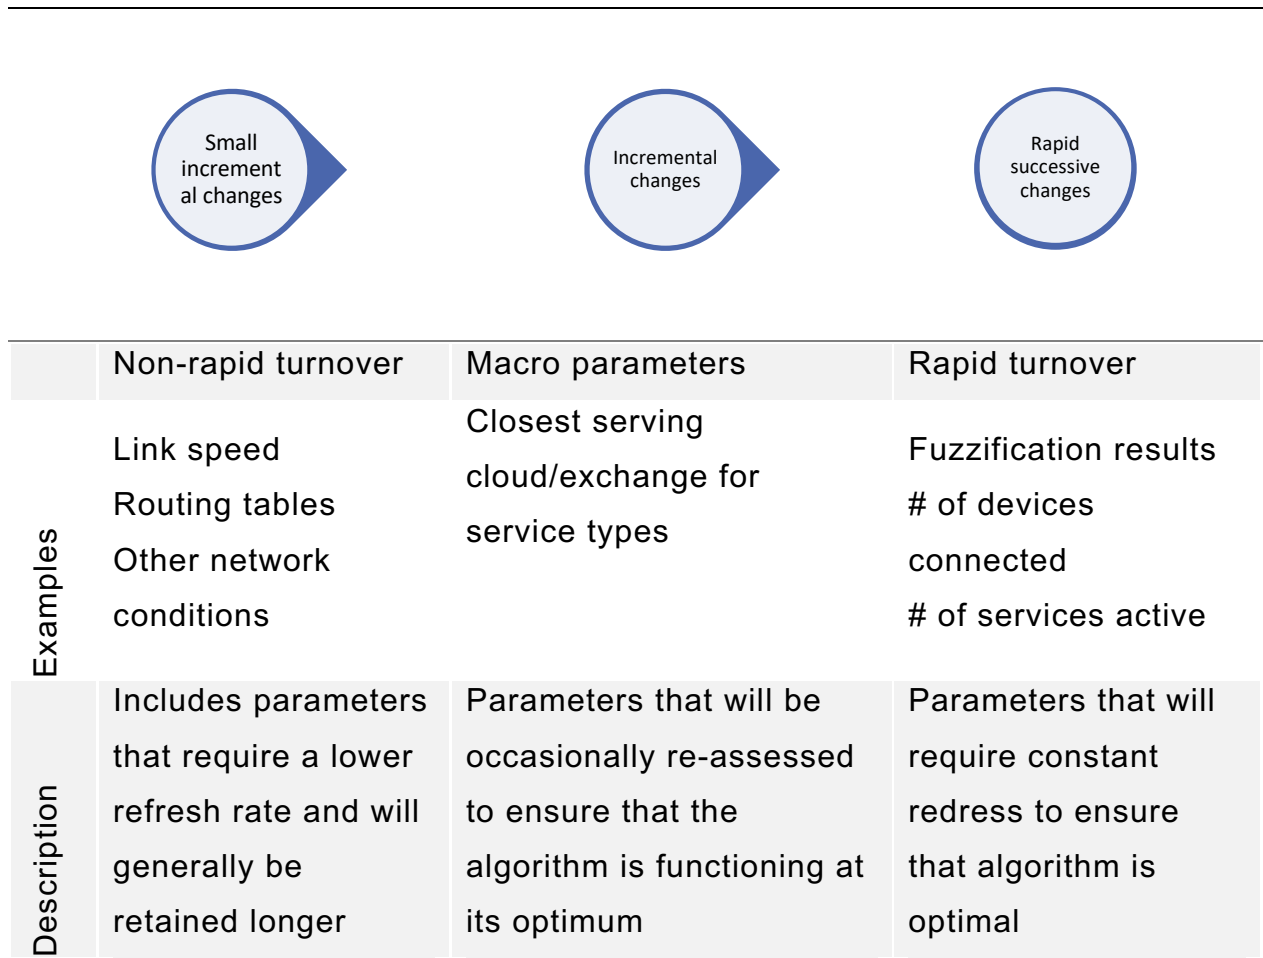 Small
increment
al changes
Incremental
changes
Rapid
successive
changes
Non-rapid turnover
Macro parameters
Rapid turnover
Examples
Link speed
Routing tables
Other network
conditions
Closest serving
cloud/exchange for
service types
Fuzzification results
# of devices
connected
# of services active
Description
Includes parameters
that require a lower
refresh rate and will
generally be
retained longer
Parameters that will be
occasionally re-assessed
to ensure that the
algorithm is functioning at
its optimum
Parameters that will
require constant
redress to ensure
that algorithm is
optimal